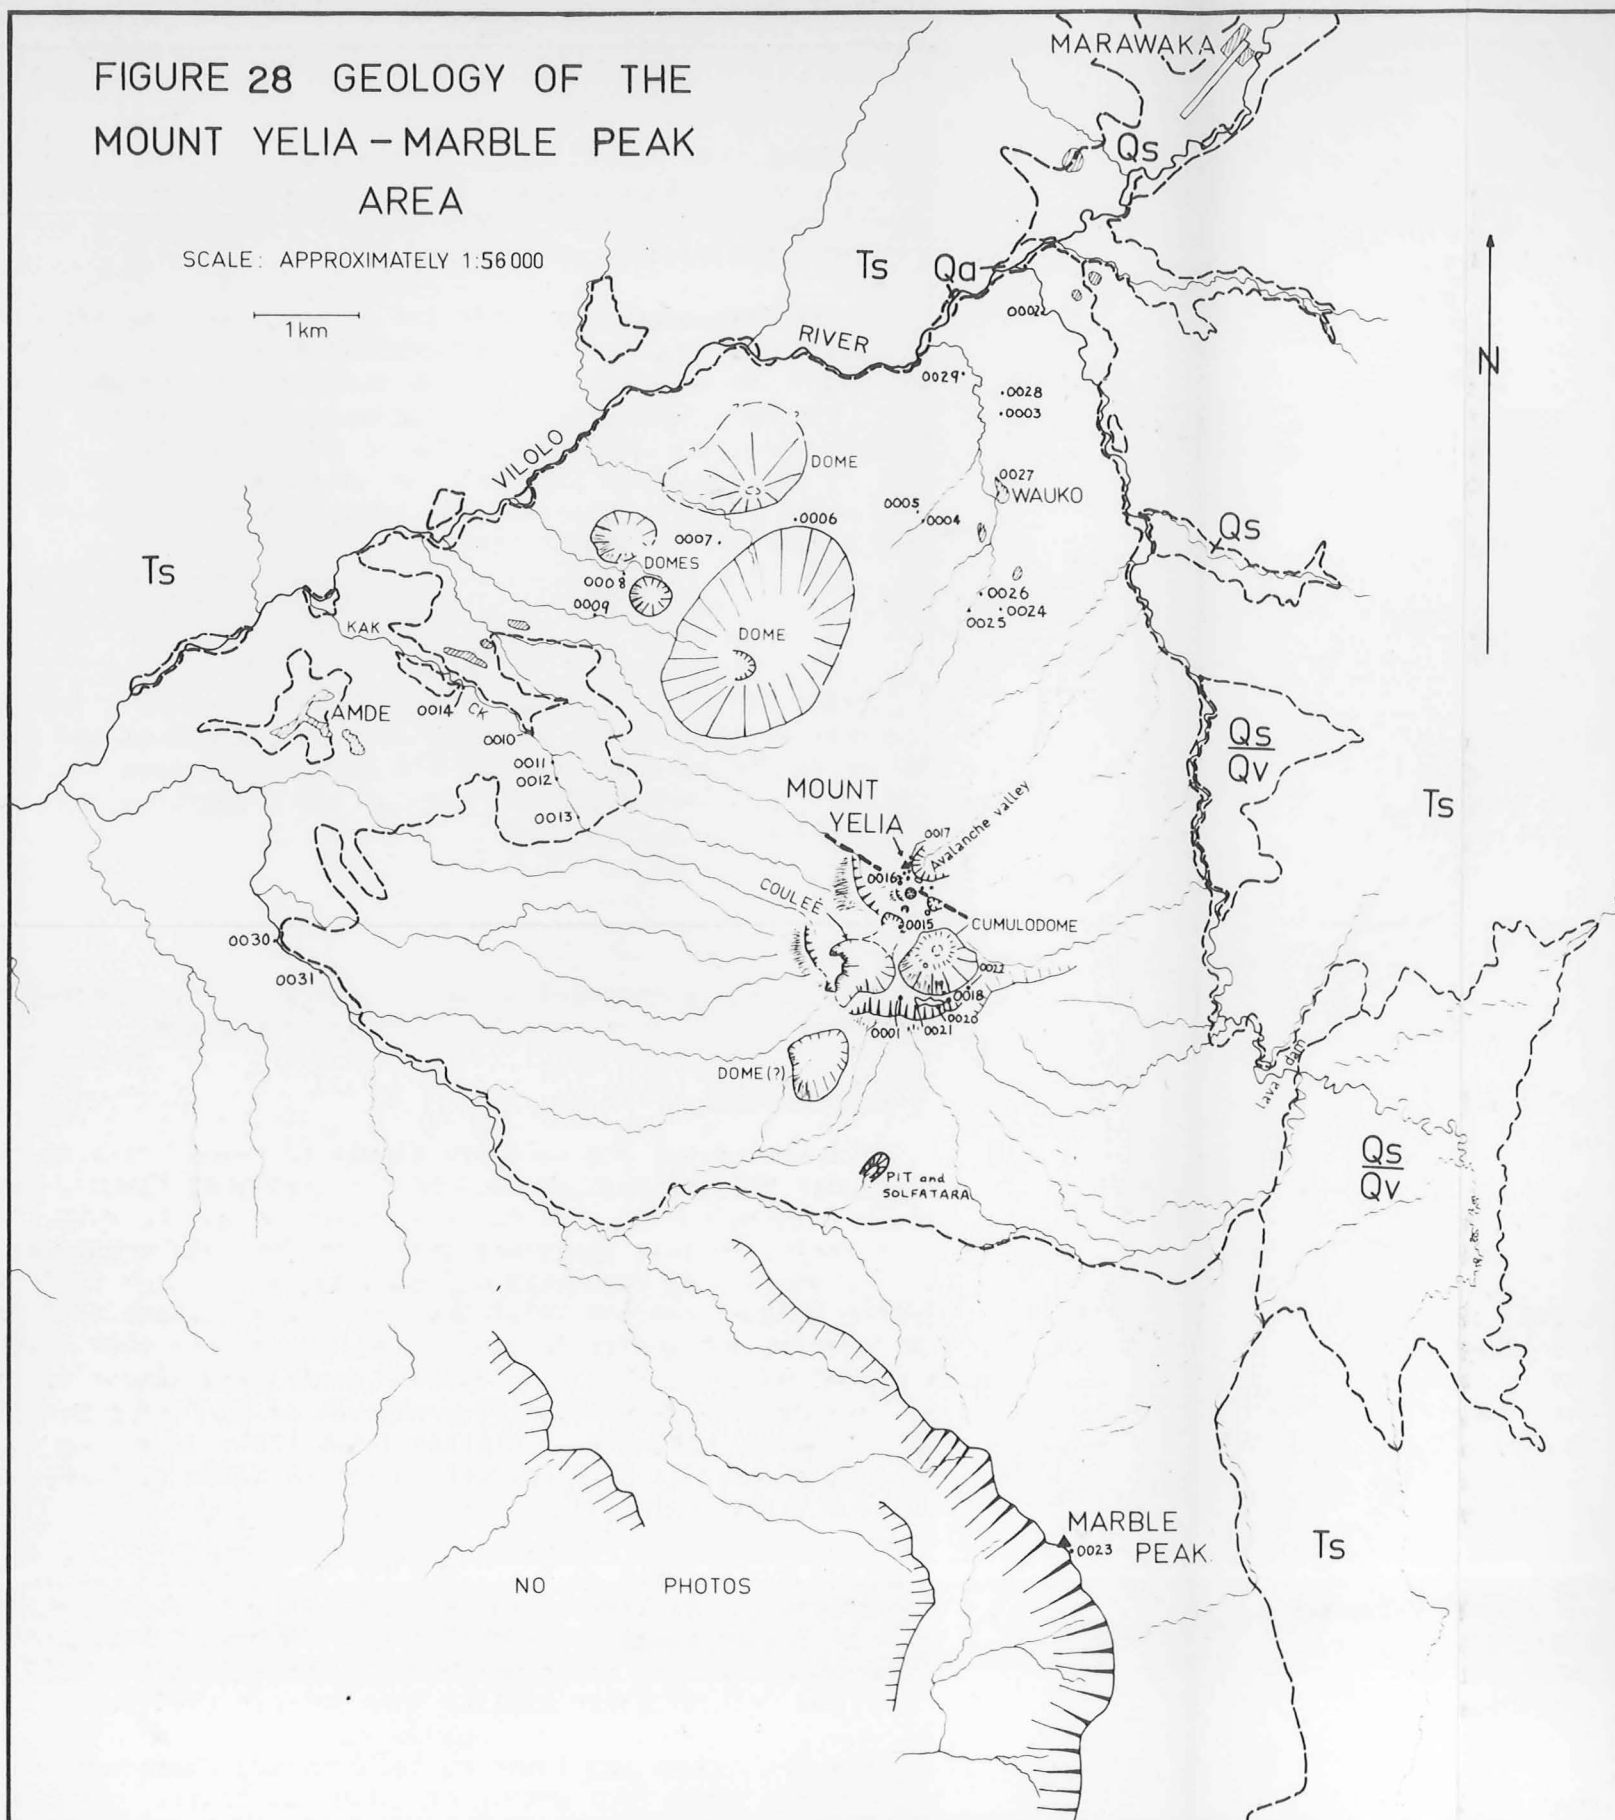 FIGURE 28 GEOLOGY OF THE
MOUNT YELIA – MARBLE PEAK
AREA
SCALE: APPROXIMATELY 1:56 000
1 km
MARAWAKA
Qs
Ts
Qa
0002
N
RIVER
0029
0028
0003
VILOLO
DOME
0027
WAUKO
0005
0004
0006
0007
Qs
Ts
DOMES
0008
0009
0026
0024
0025
KAK
DOME
AMDE
0014
CK
0010
0011
0012
0013
Qs
Qv
Ts
MOUNT
YELIA
0017
Avalanche valley
0016
COULEE
0015
CUMULODOME
0030
0031
0022
0018
0020
0001
0021
lava dam
DOME (?)
Qs
Qv
PIT and
SOLFATARA
MARBLE
PEAK
0023
Ts
NO PHOTOS